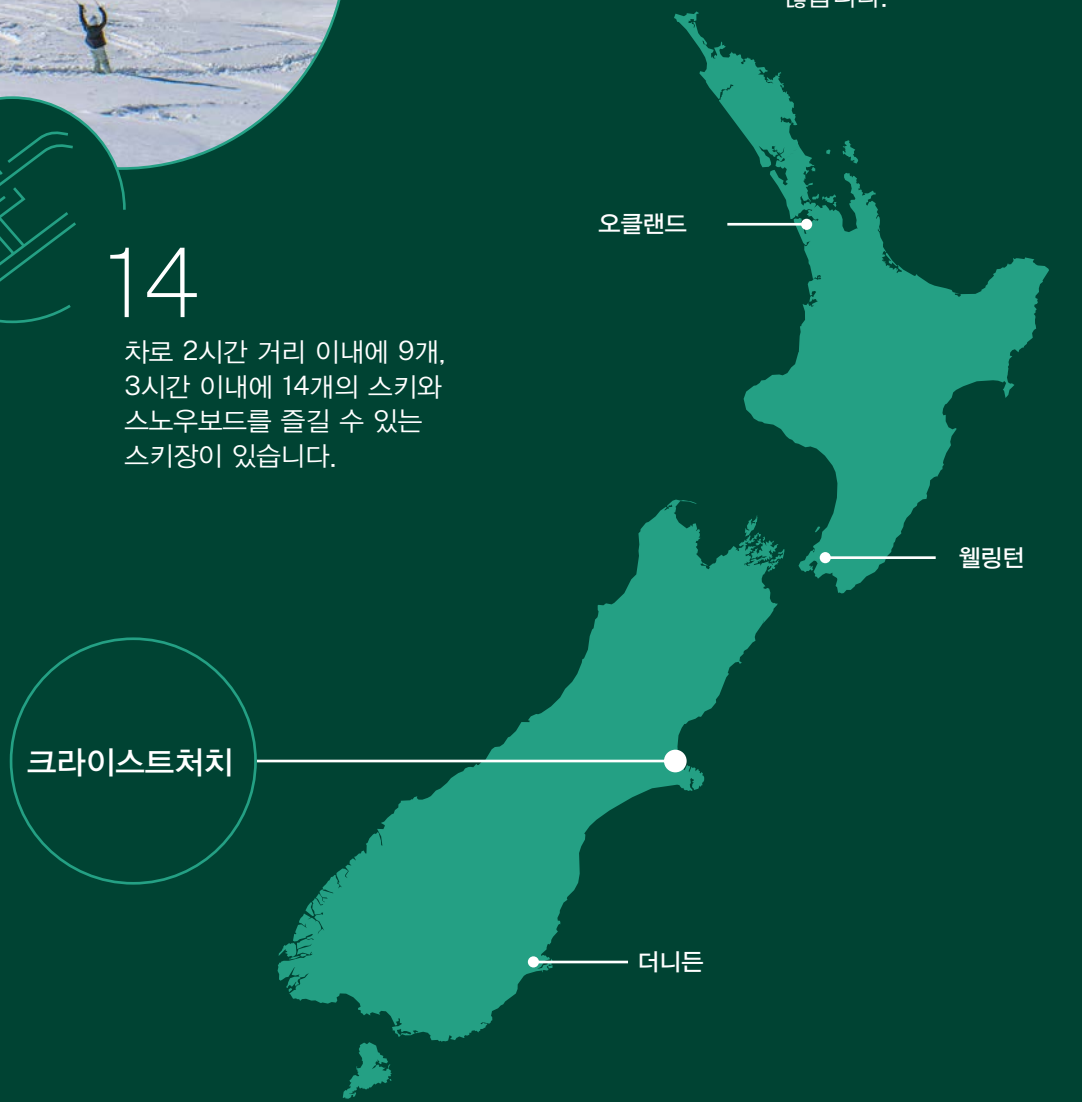 14
차로 2시간 거리 이내에 9개,
3시간 이내에 14개의 스키와
스노우보드를 즐길 수 있는
스키장이 있습니다.
오클랜드
웰링턴
크라이스트처치
더니든